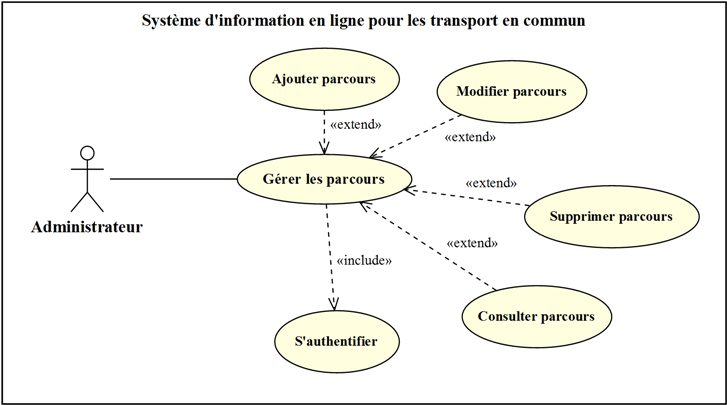 Système d'information en ligne pour les transport en commun
Ajouter parcours
Modifier parcours
«extend»
«extend»
Gérer les parcours
«extend»
Administrateur
Supprimer parcours
«extend»
«include»
Consulter parcours
S'authentifier